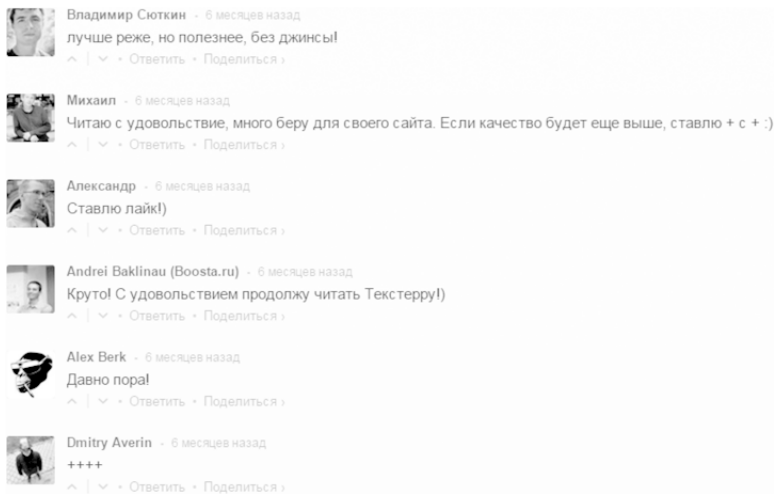 Владимир Сюткин • 6 месяцев назад
лучше реже, но полезнее, без джинсы!
Ответить • Поделиться ›
Михаил • 6 месяцев назад
Читаю с удовольствие, много беру для своего сайта. Если качество будет еще выше, ставлю + с + :)
Ответить • Поделиться ›
Александр • 6 месяцев назад
Ставлю лайк!)
Ответить • Поделиться ›
Andrei Baklinau (Boosta.ru) • 6 месяцев назад
Круто! С удовольствием продолжу читать Текстерру!)
Ответить • Поделиться ›
Alex Berk • 6 месяцев назад
Давно пора!
Ответить • Поделиться ›
Dmitry Averin • 6 месяцев назад
++++
Ответить • Поделиться ›